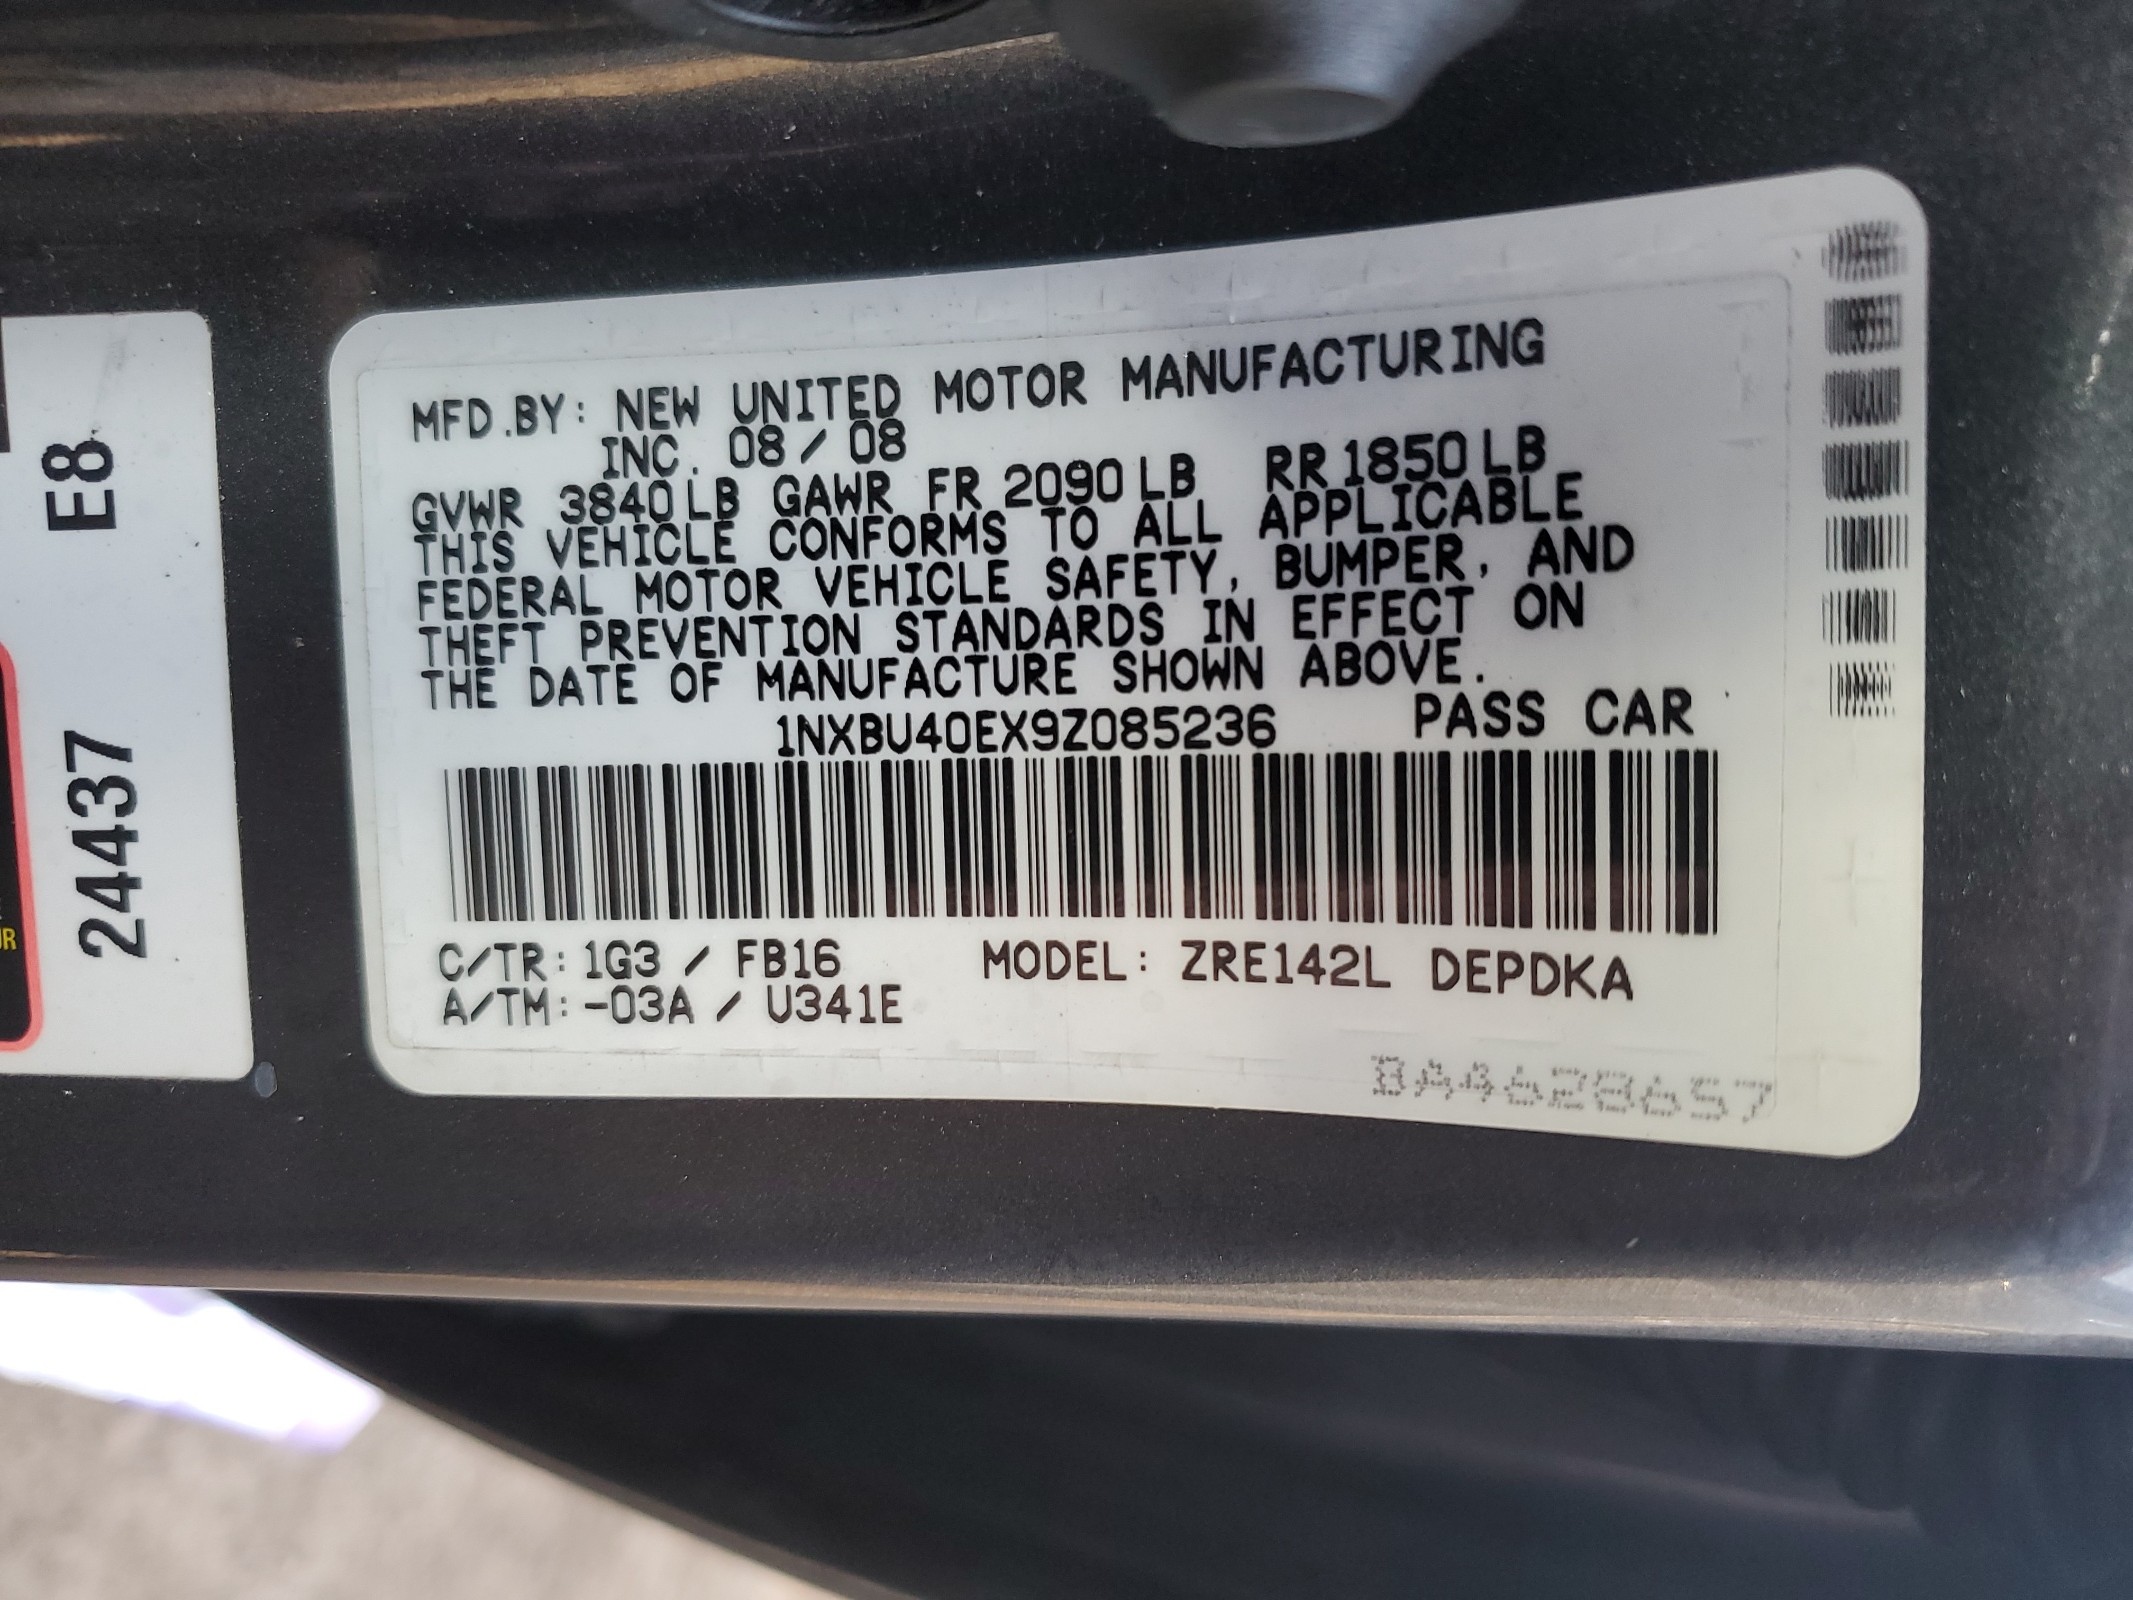 MFD.BY: NEW UNITED MOTOR MANUFACTURING
INC. 08/08
GVWR 3840LB GAWR FR 2090LB RR1850LB
THIS VEHICLE CONFORMS TO ALL APPLICABLE
FEDERAL MOTOR VEHICLE SAFETY, BUMPER, AND
THEFT PREVENTION STANDARDS IN EFFECT ON
THE DATE OF MANUFACTURE SHOWN ABOVE.
1NXBU40EX9Z085236 PASS CAR
C/TR: 1G3 / FB16 MODEL: ZRE142L DEPDKA
A/TM: -03A / U341E
BA4628657
24437 E8